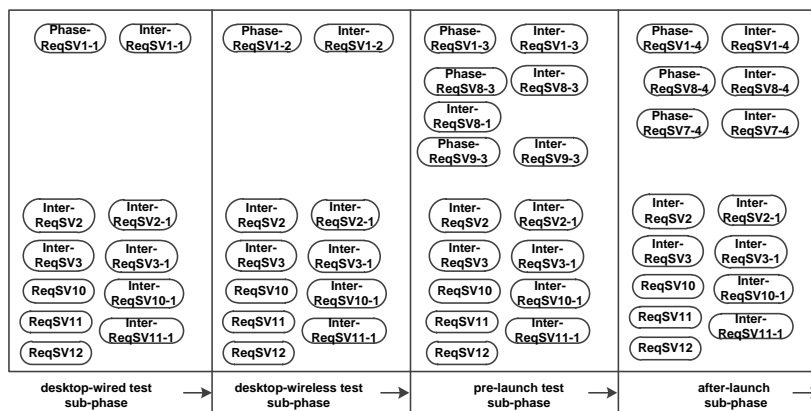 Phase-
ReqSV1-1
Inter-
ReqSV1-1
Inter-
ReqSV2
Inter-
ReqSV2-1
Inter-
ReqSV3
Inter-
ReqSV3-1
ReqSV10
Inter-
ReqSV10-1
ReqSV11
Inter-
ReqSV11-1
ReqSV12
desktop-wired test
sub-phase
Phase-
ReqSV1-2
Inter-
ReqSV1-2
Inter-
ReqSV2
Inter-
ReqSV2-1
Inter-
ReqSV3
Inter-
ReqSV3-1
ReqSV10
Inter-
ReqSV10-1
ReqSV11
Inter-
ReqSV11-1
ReqSV12
desktop-wireless test
sub-phase
Phase-
ReqSV1-3
Inter-
ReqSV1-3
Phase-
ReqSV8-3
Inter-
ReqSV8-3
Inter-
ReqSV8-1
Phase-
ReqSV9-3
Inter-
ReqSV9-3
Inter-
ReqSV2
Inter-
ReqSV2-1
Inter-
ReqSV3
Inter-
ReqSV3-1
ReqSV10
Inter-
ReqSV10-1
ReqSV11
Inter-
ReqSV11-1
ReqSV12
pre-launch test
sub-phase
Phase-
ReqSV1-4
Inter-
ReqSV1-4
Phase-
ReqSV8-4
Inter-
ReqSV8-4
Phase-
ReqSV7-4
Inter-
ReqSV7-4
Inter-
ReqSV2
Inter-
ReqSV2-1
Inter-
ReqSV3
Inter-
ReqSV3-1
ReqSV10
Inter-
ReqSV10-1
ReqSV11
Inter-
ReqSV11-1
ReqSV12
after-launch
sub-phase